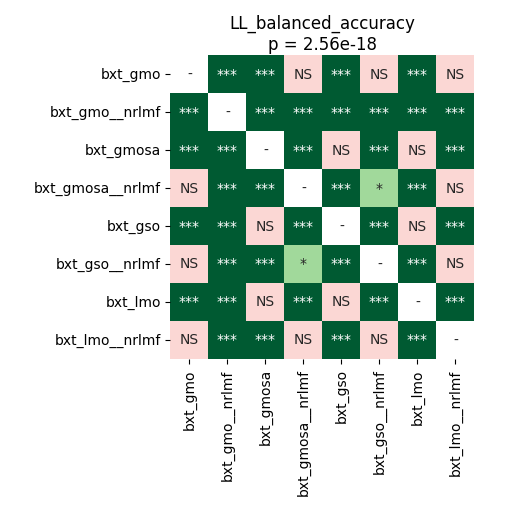 LL_balanced_accuracy
p = 2.56e-18
bxt_gmo - *** *** NS *** NS *** NS
bxt_gmo__nrlmf *** - *** *** *** *** *** ***
bxt_gmosa *** *** - *** NS *** NS ***
bxt_gmosa__nrlmf NS *** *** - *** * *** NS
bxt_gso *** *** NS *** - *** NS ***
bxt_gso__nrlmf NS *** *** * *** - *** NS
bxt_lmo *** *** NS *** NS *** - ***
bxt_lmo__nrlmf NS *** *** NS *** NS *** -
bxt_gmo
bxt_gmo__nrlmf
bxt_gmosa
bxt_gmosa__nrlmf
bxt_gso
bxt_gso__nrlmf
bxt_lmo
bxt_lmo__nrlmf